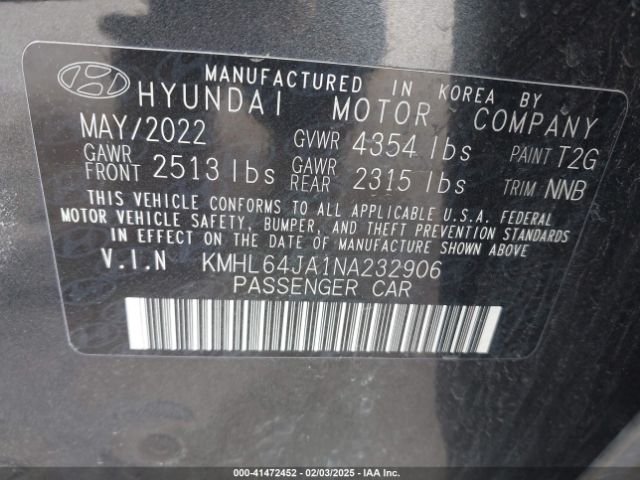 MANUFACTURED IN KOREA BY
HYUNDAI MOTOR COMPANY
MAY/2022 GVWR 4354 lbs PAINT T2G
GAWR FRONT 2513 lbs GAWR REAR 2315 lbs TRIM NNB
THIS VEHICLE CONFORMS TO ALL APPLICABLE U.S.A. FEDERAL
MOTOR VEHICLE SAFETY, BUMPER, AND THEFT PREVENTION STANDARDS
IN EFFECT ON THE DATE OF MANUFACTURE SHOWN ABOVE
V.I.N KMHL64JA1NA232906
PASSENGER CAR
000-41472452 - 02/03/2025 - IAA Inc.